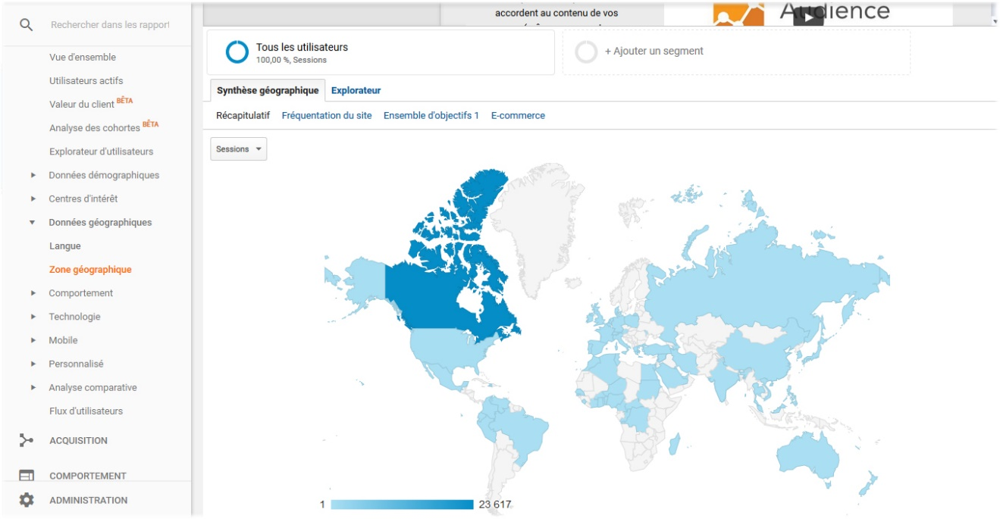 Rechercher dans les rapport
Vue d'ensemble
Utilisateurs actifs
Valeur du client BÊTA
Analyse des cohortes BÊTA
Explorateur d'utilisateurs
Données démographiques
Centres d'intérêt
Données géographiques
Langue
Zone géographique
Comportement
Technologie
Mobile
Personnalisé
Analyse comparative
Flux d'utilisateurs
ACQUISITION
COMPORTEMENT
ADMINISTRATION
accordent au contenu de vos
Audience
Tous les utilisateurs
100,00 %, Sessions
+ Ajouter un segment
Synthèse géographique Explorateur
Récapitulatif Fréquentation du site Ensemble d'objectifs 1 E-commerce
Sessions
1 23 617